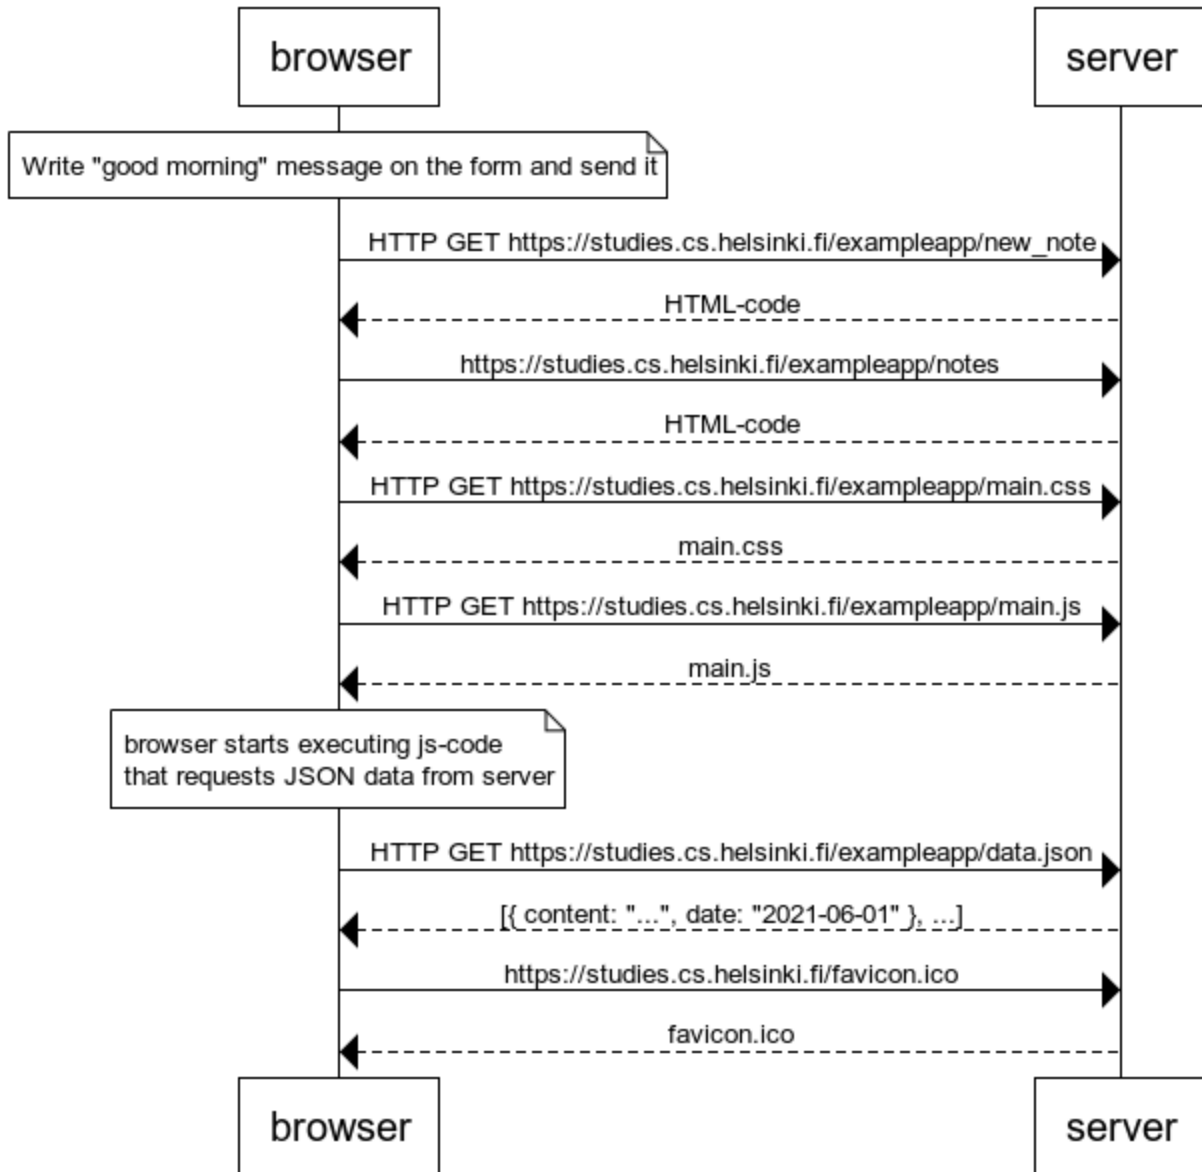 browser
server
Write "good morning" message on the form and send it
HTTP GET https://studies.cs.helsinki.fi/exampleapp/new_note
HTML-code
https://studies.cs.helsinki.fi/exampleapp/notes
HTML-code
HTTP GET https://studies.cs.helsinki.fi/exampleapp/main.css
main.css
HTTP GET https://studies.cs.helsinki.fi/exampleapp/main.js
main.js
browser starts executing js-code
that requests JSON data from server
HTTP GET https://studies.cs.helsinki.fi/exampleapp/data.json
[{ content: "...", date: "2021-06-01" }, ...]
https://studies.cs.helsinki.fi/favicon.ico
favicon.ico
browser
server